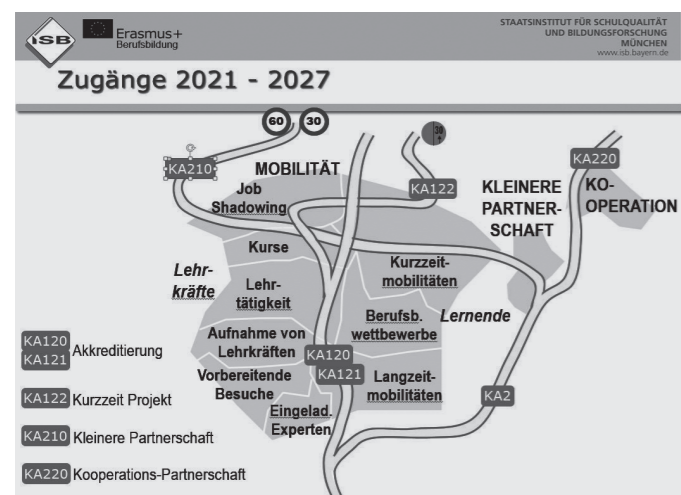 iSB
Erasmus+
Berufsbildung
STAATSINSTITUT FÜR SCHULQUALITÄT
UND BILDUNGSFORSCHUNG
MÜNCHEN
www.isb.bayern.de
Zugänge 2021 - 2027
60
30
30
+
KA210
MOBILITÄT
KA122
KA220
Job
Shadowing
KLEINERE
PARTNER-
SCHAFT
KO-
OPERATION
Kurse
Kurzzeit-
mobilitäten
Lehr-
kräfte
Lehr-
tätigkeit
Berufsb.
wettbewerbe
Lernende
Aufnahme von
Lehrkräften
KA120
KA121
Vorbereitende
Besuche
Langzeit-
mobilitäten
KA2
Eingelad.
Experten
KA120
KA121
Akkreditierung
KA122
Kurzzeit Projekt
KA210
Kleinere Partnerschaft
KA220
Kooperations-Partnerschaft